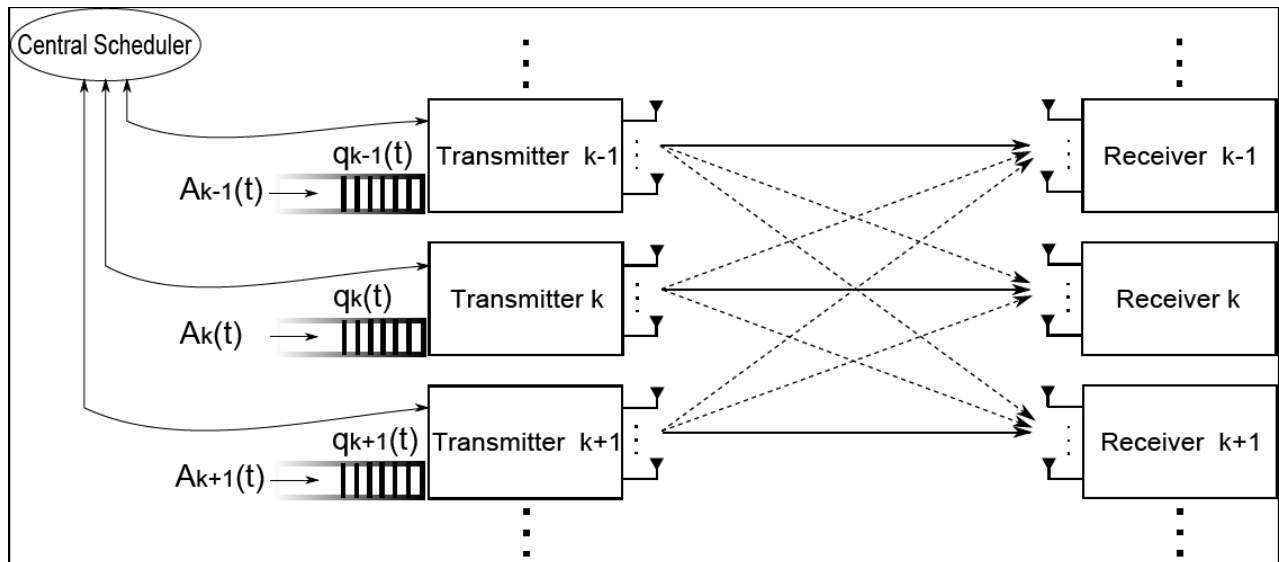 Central Scheduler
qk-1(t)
Ak-1(t)
Transmitter k-1
Receiver k-1
qk(t)
Ak(t)
Transmitter k
Receiver k
qk+1(t)
Ak+1(t)
Transmitter k+1
Receiver k+1